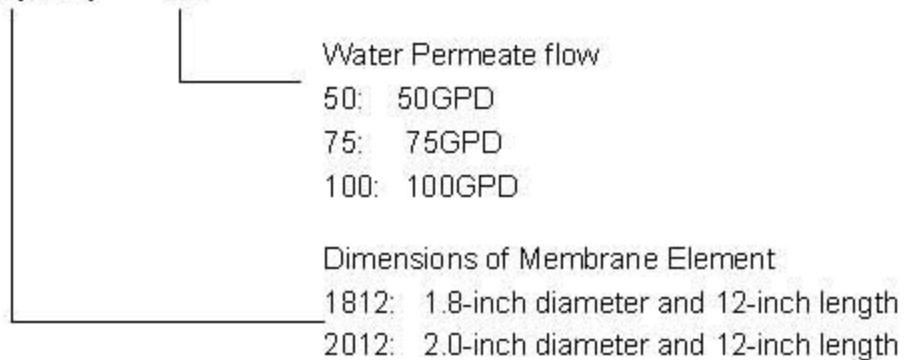 Water Permeate flow
50: 50GPD
75: 75GPD
100: 100GPD
Dimensions of Membrane Element
1812: 1.8-inch diameter and 12-inch length
2012: 2.0-inch diameter and 12-inch length